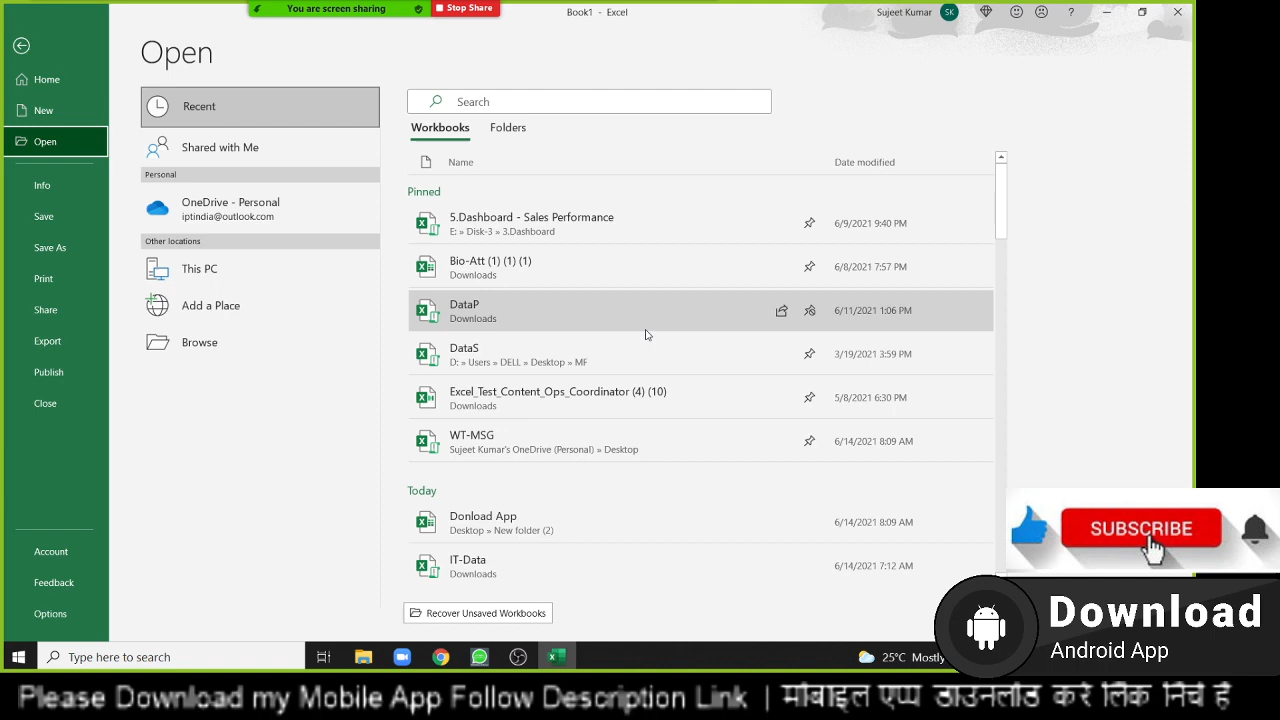 You are screen sharing
Stop Share
Book1 - Excel
Sujeet Kumar
SK
?
Open
Home
New
Open
Info
Save
Save As
Print
Share
Export
Publish
Close
Account
Feedback
Options
Recent
Shared with Me
Personal
OneDrive - Personal
iptindia@outlook.com
Other locations
This PC
Add a Place
Browse
Search
Workbooks Folders
Name Date modified
Pinned
5.Dashboard - Sales Performance
E: » Disk-3 » 3.Dashboard
6/9/2021 9:40 PM
Bio-Att (1) (1) (1)
Downloads
6/8/2021 7:57 PM
DataP
Downloads
6/11/2021 1:06 PM
DataS
D: » Users » DELL » Desktop » MF
3/19/2021 3:59 PM
Excel_Test_Content_Ops_Coordinator (4) (10)
Downloads
5/8/2021 6:30 PM
WT-MSG
Sujeet Kumar's OneDrive (Personal) » Desktop
6/14/2021 8:09 AM
Today
Donload App
Desktop » New folder (2)
6/14/2021 8:09 AM
IT-Data
Downloads
6/14/2021 7:12 AM
Recover Unsaved Workbooks
SUBSCRIBE
Download
Android App
Type here to search
25°C Mostly
Please Download my Mobile App Follow Description Link | मोबाइल एप्प डाउनलोड करे लिंक निचे है